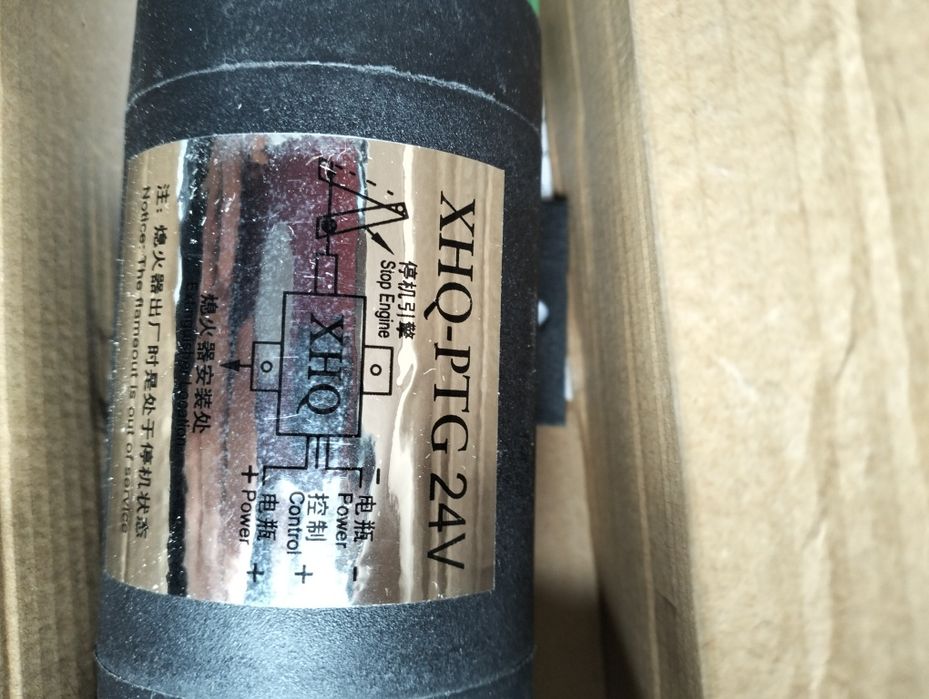 XHQ-PTG 24V
停机引擎
Stop Engine
XHQ
电瓶 −
Power −
控制 +
Control +
电瓶 +
+ Power
熄火器安装处
注：熄火器出厂时是处于停机状态
Notice: The flameout is out of service